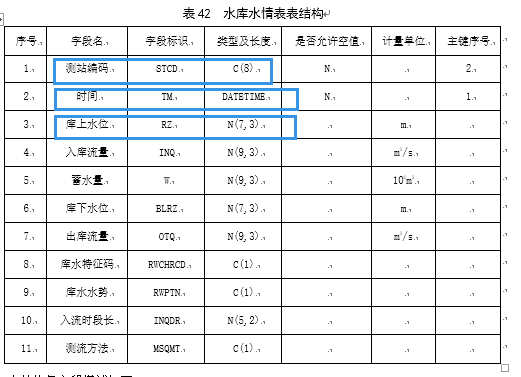 表 42 水库水情表表结构
序号 字段名 字段标识 类型及长度 是否允许空值 计量单位 主键序号
1. 测站编码 STCD C(8) N 2
2. 时间 TM DATETIME N 1
3. 库上水位 RZ N(7,3) m
4. 入库流量 INQ N(9,3) m³/s
5. 蓄水量 W N(9,3) 10⁶m³
6. 库下水位 BLRZ N(7,3) m
7. 出库流量 OTQ N(9,3) m³/s
8. 库水特征码 RWCHRCD C(1)
9. 库水水势 RWPTN C(1)
10. 入流时段长 INQDR N(5,2)
11. 测流方法 MSQMT C(1)